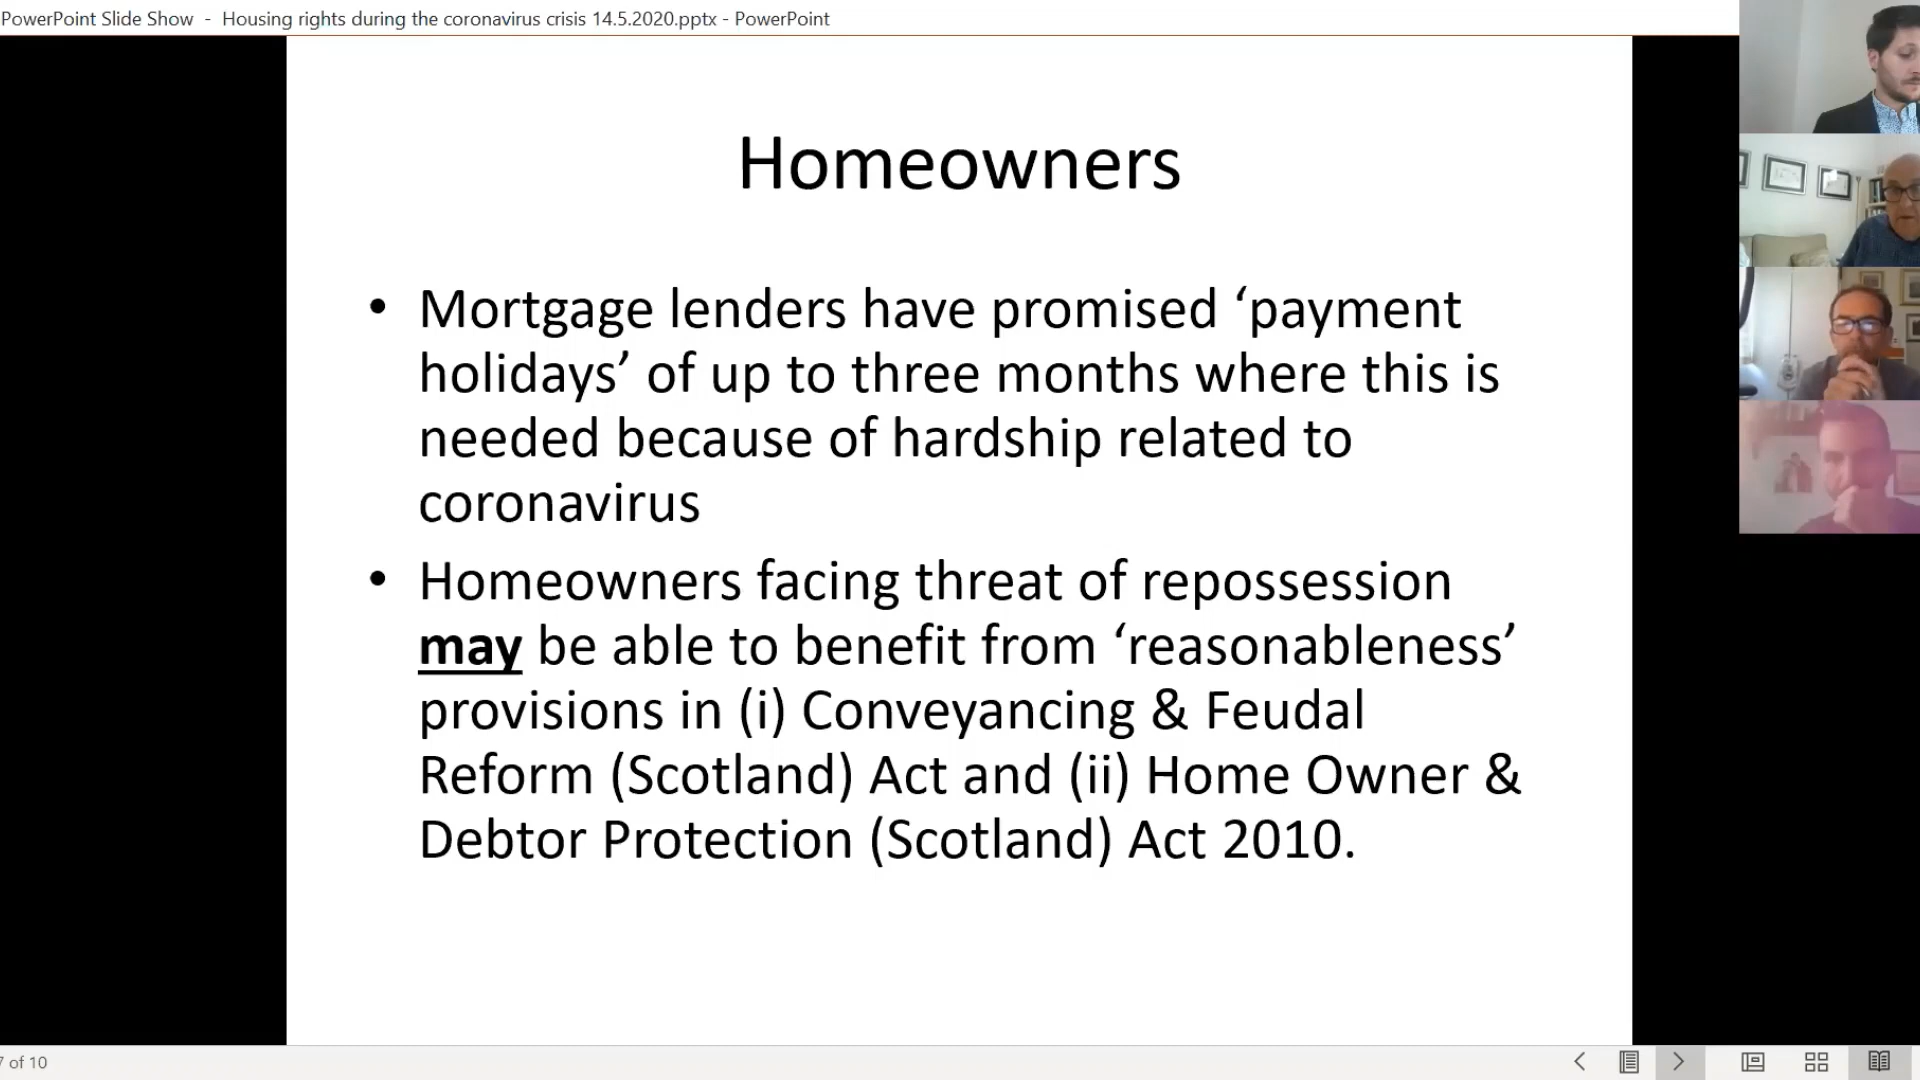 PowerPoint Slide Show - Housing rights during the coronavirus crisis 14.5.2020.pptx - PowerPoint
Homeowners
• Mortgage lenders have promised ‘payment
holidays’ of up to three months where this is
needed because of hardship related to
coronavirus
• Homeowners facing threat of repossession
may be able to benefit from ‘reasonableness’
provisions in (i) Conveyancing & Feudal
Reform (Scotland) Act and (ii) Home Owner &
Debtor Protection (Scotland) Act 2010.
7 of 10